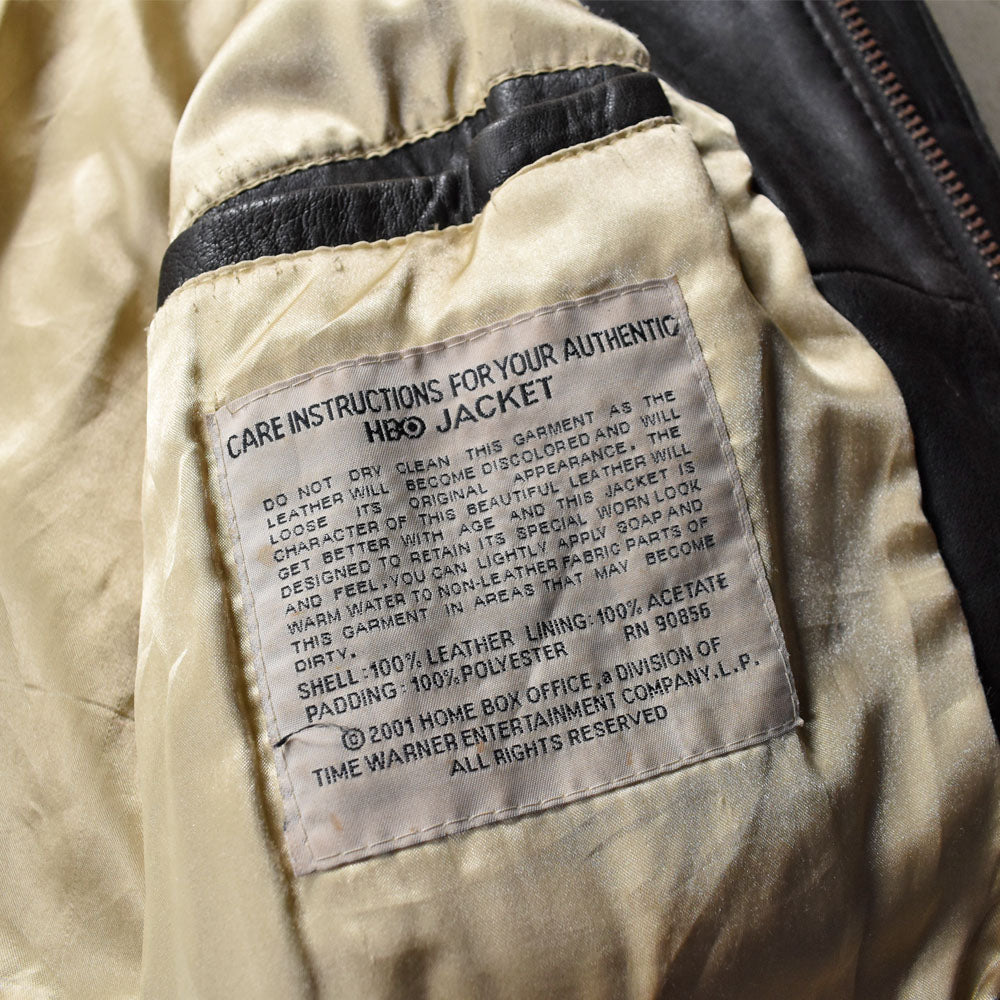 CARE INSTRUCTIONS FOR YOUR AUTHENTIC
HBO JACKET
DO NOT DRY CLEAN THIS GARMENT AS THE
LEATHER WILL BECOME DISCOLORED AND WILL
LOOSE ITS ORIGINAL APPEARANCE. THE
CHARACTER OF THIS BEAUTIFUL LEATHER WILL
GET BETTER WITH AGE AND THIS JACKET IS
DESIGNED TO RETAIN ITS SPECIAL WORN LOOK
AND FEEL. YOU CAN LIGHTLY APPLY SOAP AND
WARM WATER TO NON-LEATHER FABRIC PARTS OF
THIS GARMENT IN AREAS THAT MAY BECOME
DIRTY.
SHELL: 100% LEATHER LINING: 100% ACETATE
PADDING: 100% POLYESTER RN 90856
© 2001 HOME BOX OFFICE, a DIVISION OF
TIME WARNER ENTERTAINMENT COMPANY, L.P.
ALL RIGHTS RESERVED